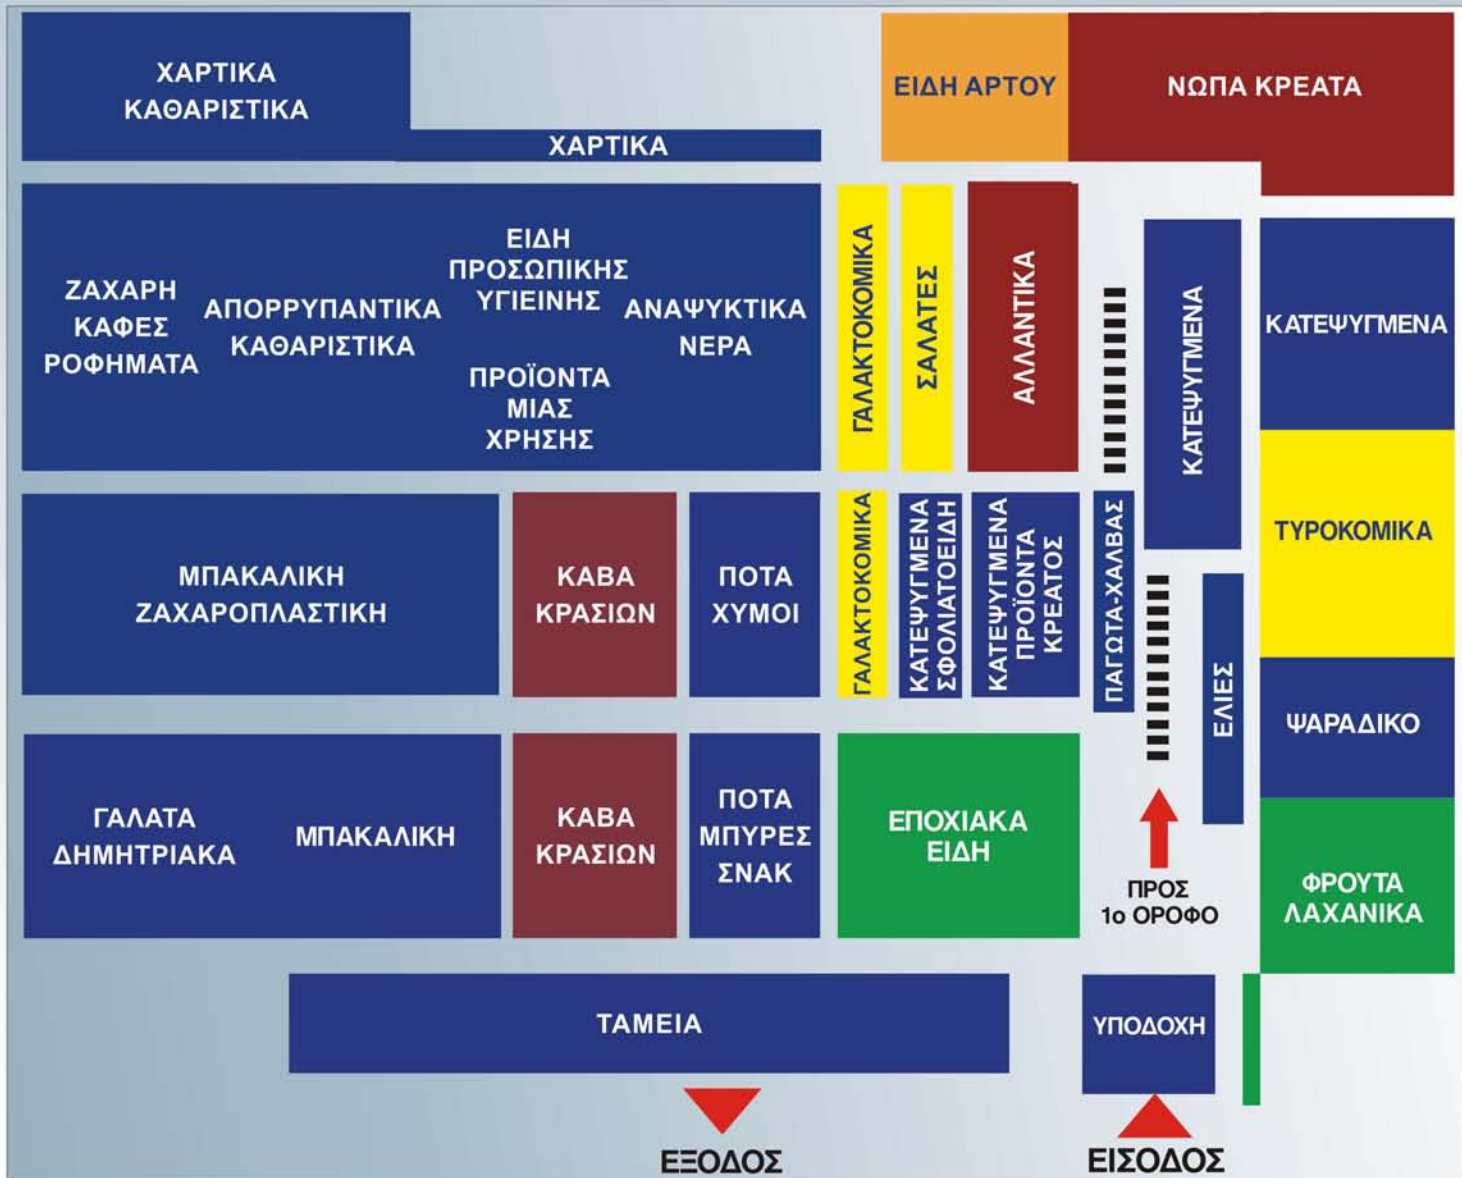 ΧΑΡΤΙΚΑ
ΚΑΘΑΡΙΣΤΙΚΑ
ΧΑΡΤΙΚΑ
ΕΙΔΗ ΑΡΤΟΥ
ΝΩΠΑ ΚΡΕΑΤΑ
ΖΑΧΑΡΗ
ΚΑΦΕΣ
ΡΟΦΗΜΑΤΑ
ΑΠΟΡΡΥΠΑΝΤΙΚΑ
ΚΑΘΑΡΙΣΤΙΚΑ
ΕΙΔΗ
ΠΡΟΣΩΠΙΚΗΣ
ΥΓΙΕΙΝΗΣ
ΠΡΟΪΟΝΤΑ
ΜΙΑΣ
ΧΡΗΣΗΣ
ΑΝΑΨΥΚΤΙΚΑ
ΝΕΡΑ
ΓΑΛΑΚΤΟΚΟΜΙΚΑ
ΣΑΛΑΤΕΣ
ΑΛΛΑΝΤΙΚΑ
ΚΑΤΕΨΥΓΜΕΝΑ
ΚΑΤΕΨΥΓΜΕΝΑ
ΤΥΡΟΚΟΜΙΚΑ
ΜΠΑΚΑΛΙΚΗ
ΖΑΧΑΡΟΠΛΑΣΤΙΚΗ
ΚΑΒΑ
ΚΡΑΣΙΩΝ
ΠΟΤΑ
ΧΥΜΟΙ
ΓΑΛΑΚΤΟΚΟΜΙΚΑ
ΚΑΤΕΨΥΓΜΕΝΑ
ΣΦΟΛΙΑΤΟΕΙΔΗ
ΚΑΤΕΨΥΓΜΕΝΑ
ΠΡΟΪΟΝΤΑ
ΚΡΕΑΤΟΣ
ΠΑΓΩΤΑ-ΧΑΛΒΑΣ
ΕΛΙΕΣ
ΨΑΡΑΔΙΚΟ
ΓΑΛΑΤΑ
ΔΗΜΗΤΡΙΑΚΑ
ΜΠΑΚΑΛΙΚΗ
ΚΑΒΑ
ΚΡΑΣΙΩΝ
ΠΟΤΑ
ΜΠΥΡΕΣ
ΣΝΑΚ
ΕΠΟΧΙΑΚΑ
ΕΙΔΗ
ΠΡΟΣ
1ο ΟΡΟΦΟ
ΦΡΟΥΤΑ
ΛΑΧΑΝΙΚΑ
ΤΑΜΕΙΑ
ΥΠΟΔΟΧΗ
ΕΞΟΔΟΣ
ΕΙΣΟΔΟΣ